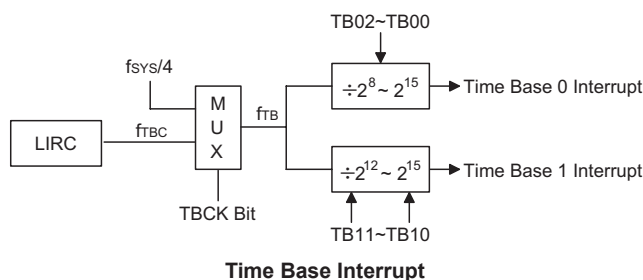 TB02~TB00
fSYS/4
÷2^8~ 2^15
Time Base 0 Interrupt
M
U
X
fTB
LIRC
fTBC
÷2^12~ 2^15
Time Base 1 Interrupt
TBCK Bit
TB11~TB10
Time Base Interrupt